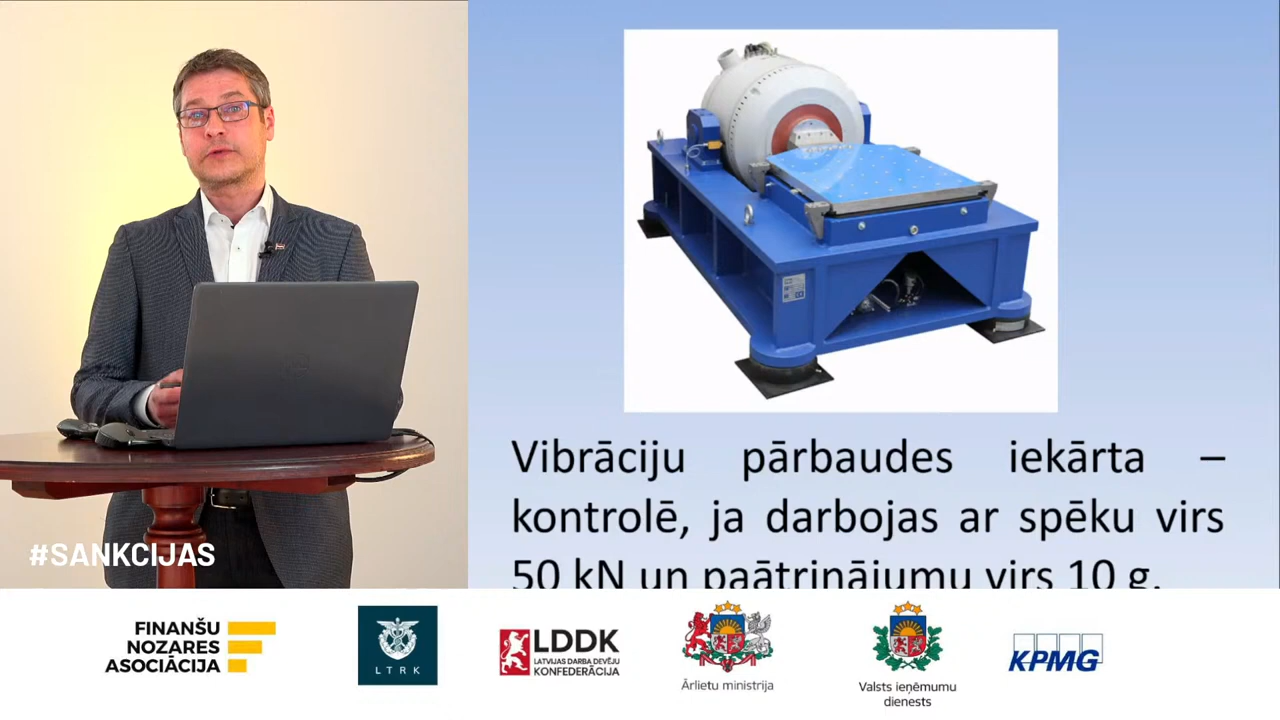 Vibrāciju pārbaudes iekārta –
kontrolē, ja darbojas ar spēku virs
50 kN un paātrinājumu virs 10 g.
#SANKCIJAS
FINANŠU
NOZARES
ASOCIĀCIJA
LTRK
LDDK
LATVIJAS DARBA DEVĒJU
KONFEDERĀCIJA
Ārlietu ministrija
Valsts ieņēmumu
dienests
KPMG